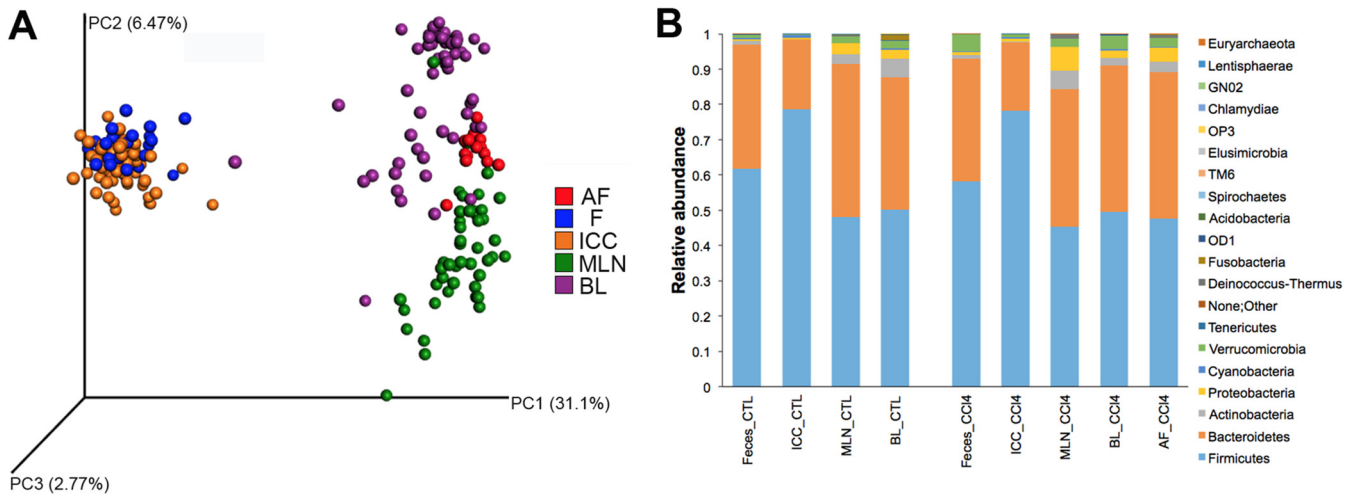 A
PC2 (6.47%)
PC1 (31.1%)
PC3 (2.77%)
AF
F
ICC
MLN
BL
B
Relative abundance
1
0.9
0.8
0.7
0.6
0.5
0.4
0.3
0.2
0.1
0
Feces_CTL
ICC_CTL
MLN_CTL
BL_CTL
Feces_CCl4
ICC_CCl4
MLN_CCl4
BL_CCl4
AF_CCl4
Euryarchaeota
Lentisphaerae
GN02
Chlamydiae
OP3
Elusimicrobia
TM6
Spirochaetes
Acidobacteria
OD1
Fusobacteria
Deinococcus-Thermus
None;Other
Tenericutes
Verrucomicrobia
Cyanobacteria
Proteobacteria
Actinobacteria
Bacteroidetes
Firmicutes